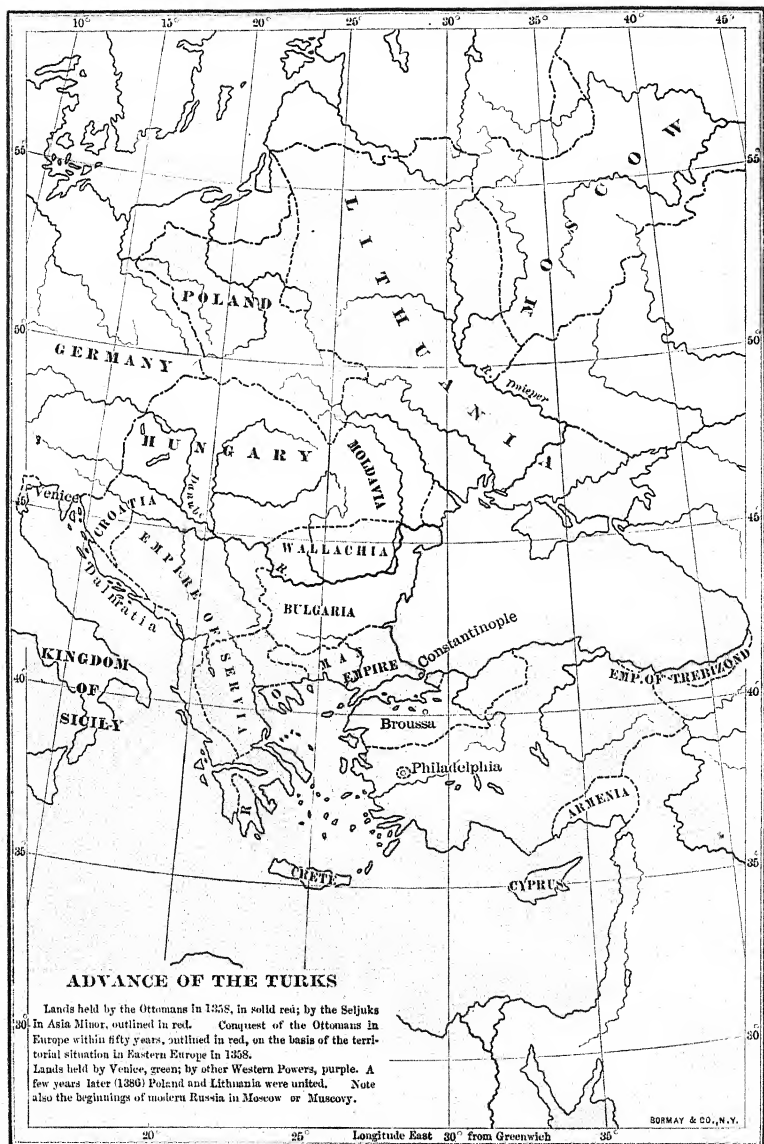 10° 15° 20° 25° 30° 35° 40° 45°
55° 55°
LITHUANIA
MOSCOW
POLAND
50° 50°
GERMANY
R. Dnieper
HUNGARY
MOLDAVIA
Danube
45° 45°
Venice
CROATIA
WALLACHIA
R.
Dalmatia
EMPIRE OF SERVIA
BULGARIA
Constantinople
KINGDOM
OF
SICILY
ROMAN EMPIRE
EMP. OF TREBIZOND
40° 40°
Broussa
Philadelphia
ARMENIA
R
35° 35°
CRETE
CYPRUS
ADVANCE OF THE TURKS
Lands held by the Ottomans in 1358, in solid red; by the Seljuks
in Asia Minor, outlined in red. Conquest of the Ottomans in
Europe within fifty years, outlined in red, on the basis of the terri-
torial situation in Eastern Europe in 1358.
Lands held by Venice, green; by other Western Powers, purple. A
few years later (1386) Poland and Lithuania were united. Note
also the beginnings of modern Russia in Moscow or Muscovy.
30° 30°
BORMAY & CO., N.Y.
20° 25° Longitude East 30° from Greenwich 35°